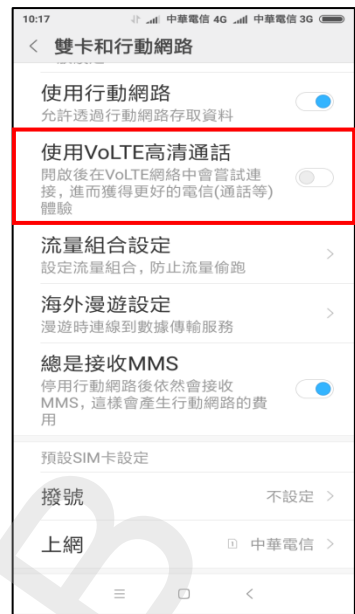 10:17 中華電信 4G 中華電信 3G
雙卡和行動網路
使用行動網路
允許透過行動網路存取資料
使用VoLTE高清通話
開啟後在VoLTE網絡中會嘗試連
接，進而獲得更好的電信(通話等)
體驗
流量組合設定
設定流量組合，防止流量偷跑
海外漫遊設定
漫遊時連線到數據傳輸服務
總是接收MMS
停用行動網路後依然會接收
MMS，這樣會產生行動網路的費
用
預設SIM卡設定
撥號 不設定
上網 1 中華電信